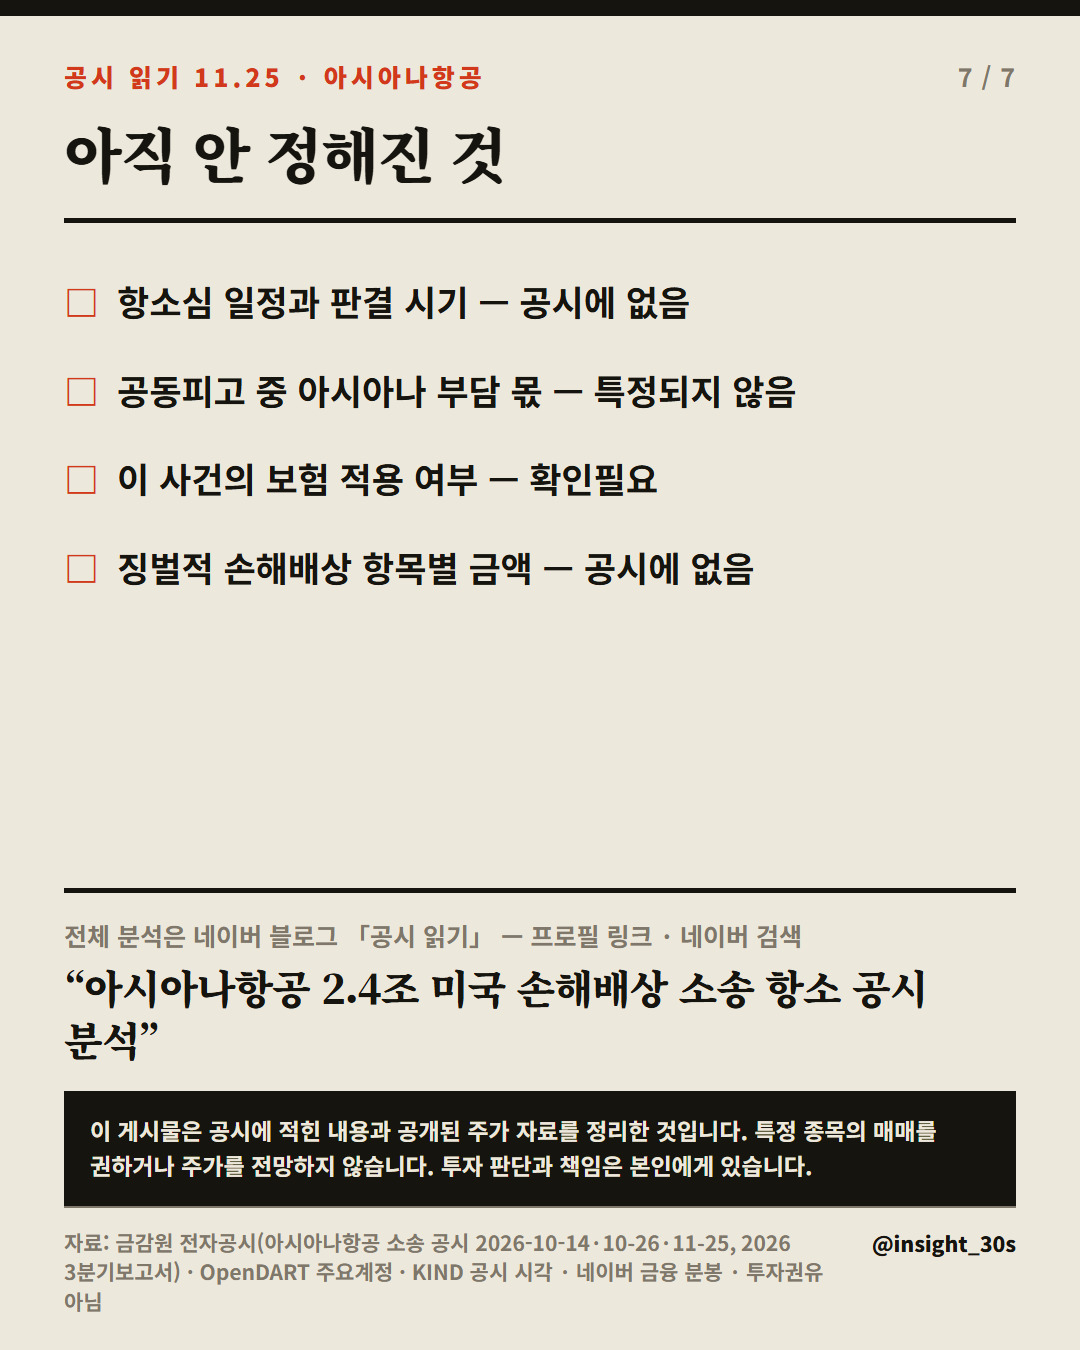 공시 읽기 11.25 · 아시아나항공
7 / 7
아직 안 정해진 것
□ 항소심 일정과 판결 시기 — 공시에 없음
□ 공동피고 중 아시아나 부담 몫 — 특정되지 않음
□ 이 사건의 보험 적용 여부 — 확인필요
□ 징벌적 손해배상 항목별 금액 — 공시에 없음
전체 분석은 네이버 블로그 「공시 읽기」 — 프로필 링크 · 네이버 검색
“아시아나항공 2.4조 미국 손해배상 소송 항소 공시
분석”
이 게시물은 공시에 적힌 내용과 공개된 주가 자료를 정리한 것입니다. 특정 종목의 매매를
권하거나 주가를 전망하지 않습니다. 투자 판단과 책임은 본인에게 있습니다.
자료: 금감원 전자공시(아시아나항공 소송 공시 2026-10-14·10-26·11-25, 2026
3분기보고서) · OpenDART 주요계정 · KIND 공시 시각 · 네이버 금융 분봉 · 투자권유
아님
@insight_30s